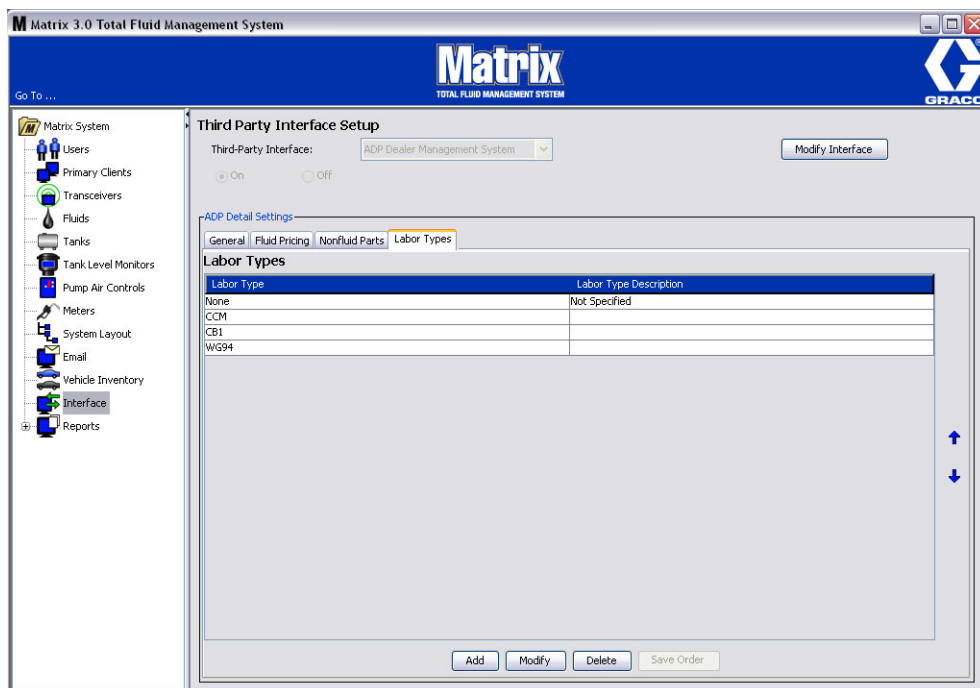 M Matrix 3.0 Total Fluid Management System
Matrix
TOTAL FLUID MANAGEMENT SYSTEM
GRACO
Go To ...
Matrix System
Users
Primary Clients
Transceivers
Fluids
Tanks
Tank Level Monitors
Pump Air Controls
Meters
System Layout
Email
Vehicle Inventory
Interface
Reports
Third Party Interface Setup
Third-Party Interface: ADP Dealer Management System Modify Interface
On Off
ADP Detail Settings
General Fluid Pricing Nonfluid Parts Labor Types
Labor Types
Labor Type Labor Type Description
None Not Specified
CCM
CB1
WG94
Add Modify Delete Save Order